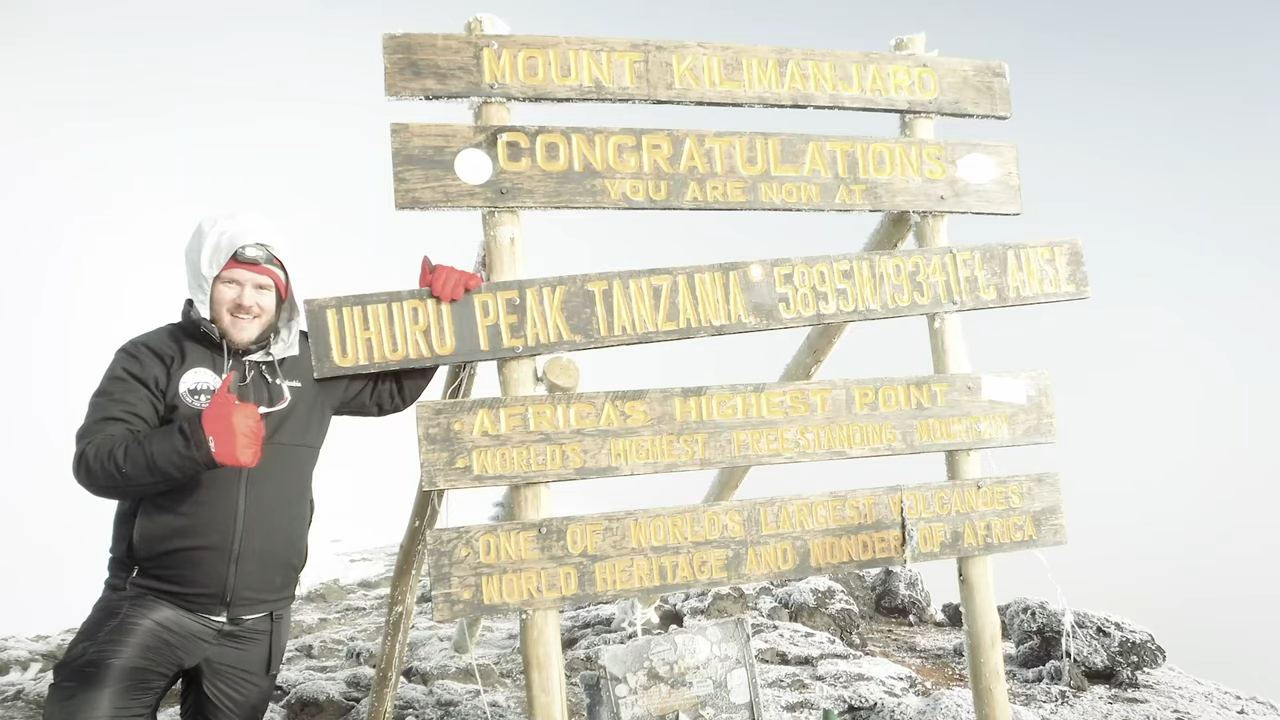 MOUNT KILIMANJARO
CONGRATULATIONS
YOU ARE NOW AT
UHURU PEAK, TANZANIA, 5895M/19341Ft. AMSL
• AFRICA'S HIGHEST POINT
• WORLD'S HIGHEST FREE-STANDING MOUNTAIN
• ONE OF WORLD'S LARGEST VOLCANOES
• WORLD HERITAGE AND WONDER OF AFRICA
Columbia